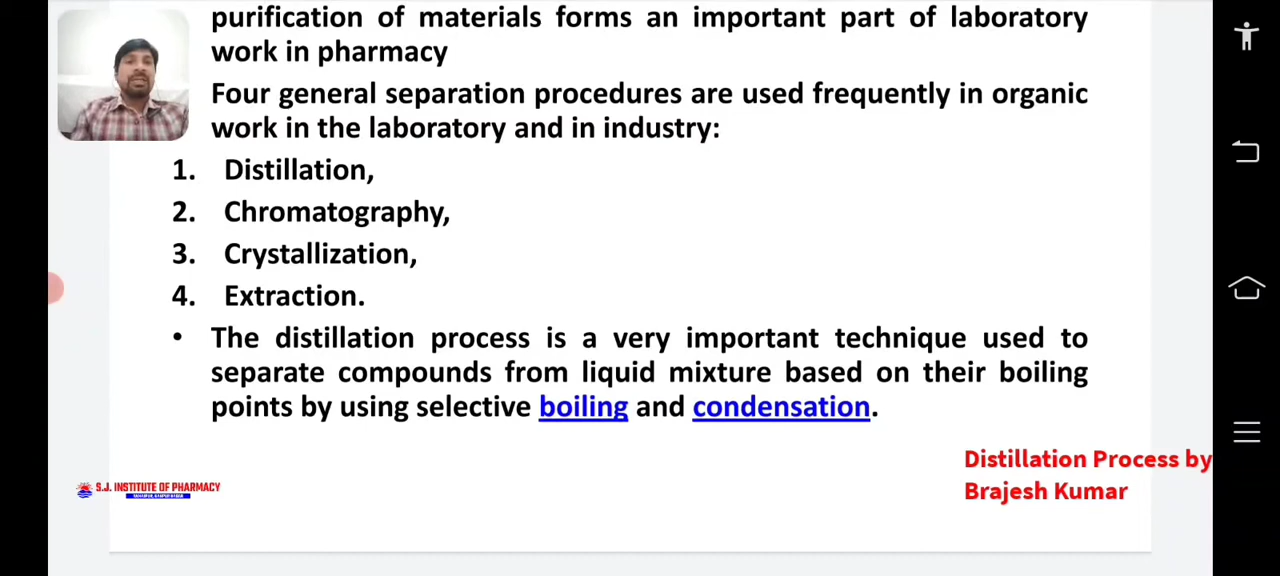 purification of materials forms an important part of laboratory
work in pharmacy
Four general separation procedures are used frequently in organic
work in the laboratory and in industry:
1. Distillation,
2. Chromatography,
3. Crystallization,
4. Extraction.
• The distillation process is a very important technique used to
separate compounds from liquid mixture based on their boiling
points by using selective boiling and condensation.
Distillation Process by
Brajesh Kumar
S.J. INSTITUTE OF PHARMACY